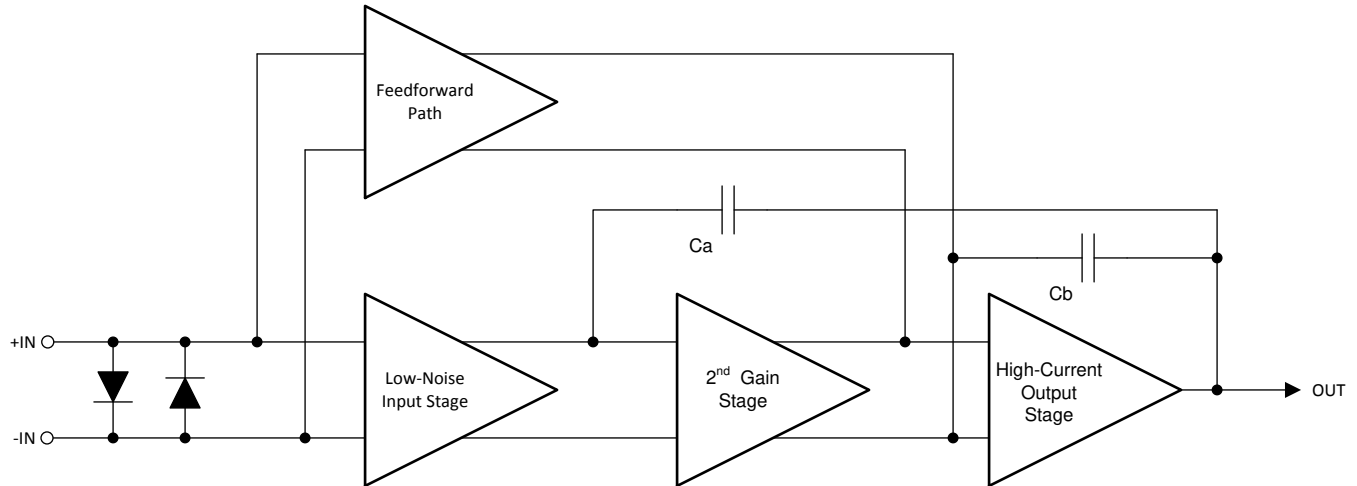 Feedforward
Path
Ca
Cb
+IN
-IN
Low-Noise
Input Stage
2nd Gain
Stage
High-Current
Output
Stage
OUT